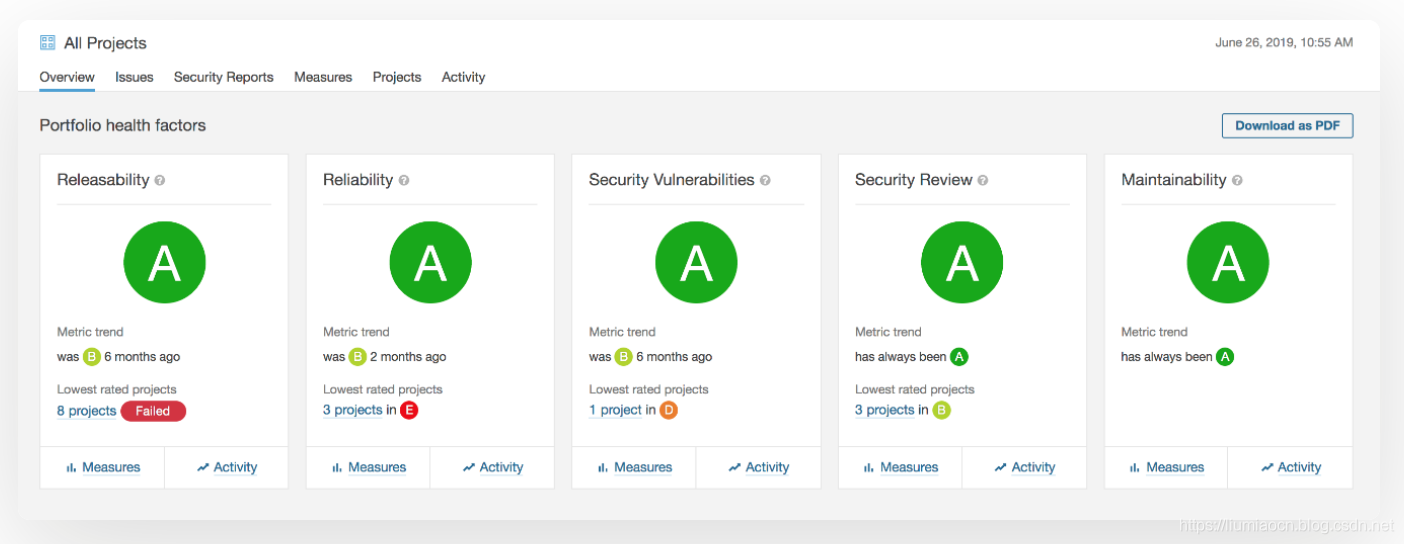 All Projects
June 26, 2019, 10:55 AM
Overview Issues Security Reports Measures Projects Activity
Portfolio health factors
Download as PDF
Releasability ?
A
Metric trend
was B 6 months ago
Lowest rated projects
8 projects Failed
Measures Activity
Reliability ?
A
Metric trend
was B 2 months ago
Lowest rated projects
3 projects in E
Measures Activity
Security Vulnerabilities ?
A
Metric trend
was B 6 months ago
Lowest rated projects
1 project in D
Measures Activity
Security Review ?
A
Metric trend
has always been A
Lowest rated projects
3 projects in B
Measures Activity
Maintainability ?
A
Metric trend
has always been A
Measures Activity
https://liumiaocn.blog.csdn.net